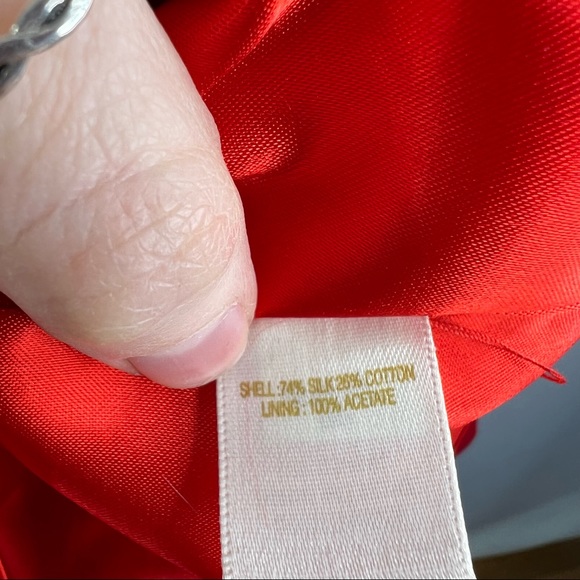 SHELL :74% SILK 26% COTTON
LINING : 100% ACETATE